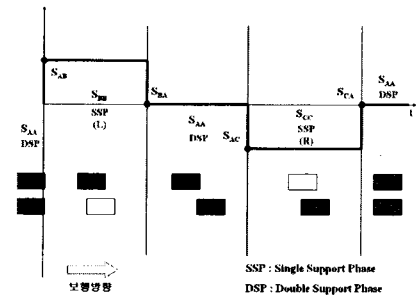 S_AB
S_BB
SSP
(L)
S_BA
S_AA
DSP
S_AA
DSP
S_AC
S_CC
SSP
(R)
S_CA
S_AA
DSP
t
보행방향
SSP : Single Support Phase
DSP : Double Support Phase